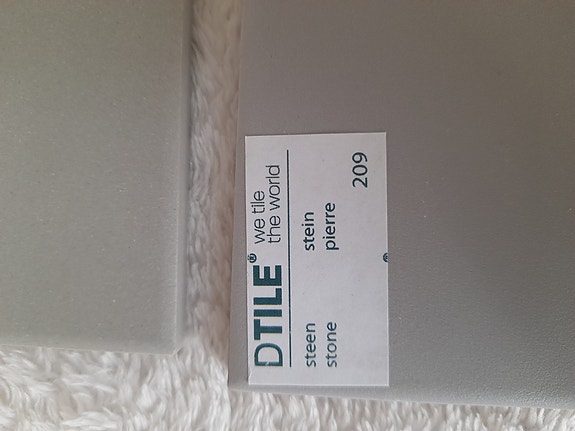 DTILE® we tile
the world
steen stein
stone pierre
209